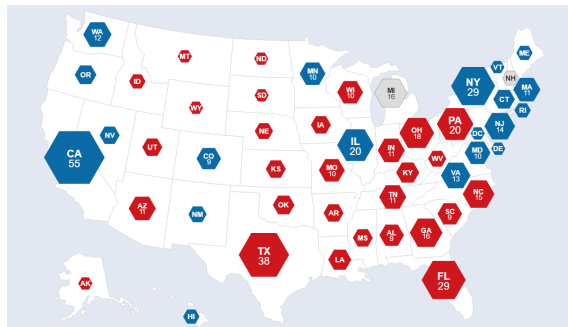 WA
12
MT
ND
ME
VT
NH
OR
ID
MN
10
WI
10
MI
16
NY
29
MA
11
SD
WY
CT
RI
NV
NE
IA
PA
20
NJ
14
CA
55
UT
CO
9
IL
20
IN
11
OH
18
DC
MD
10
DE
KS
MO
10
WV
KY
VA
13
AZ
11
NM
OK
AR
TN
11
NC
15
SC
9
MS
AL
9
GA
16
TX
38
LA
FL
29
AK
HI